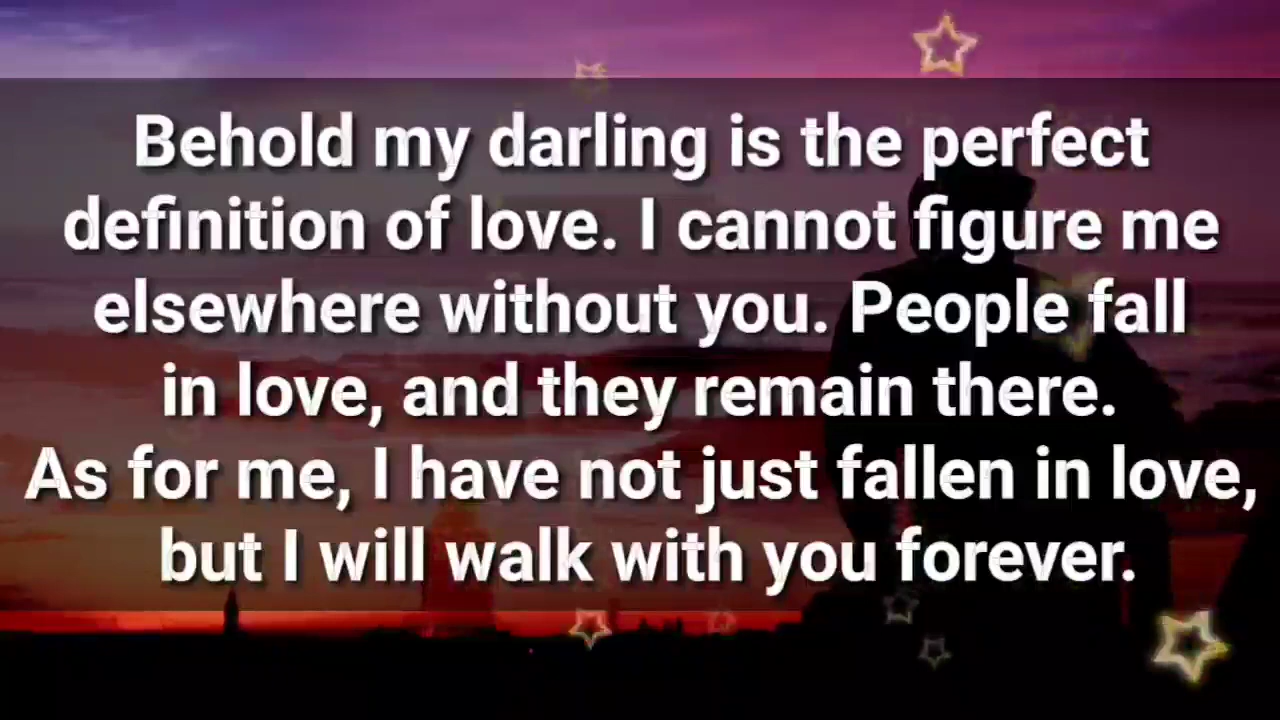 Behold my darling is the perfect
definition of love. I cannot figure me
elsewhere without you. People fall
in love, and they remain there.
As for me, I have not just fallen in love,
but I will walk with you forever.